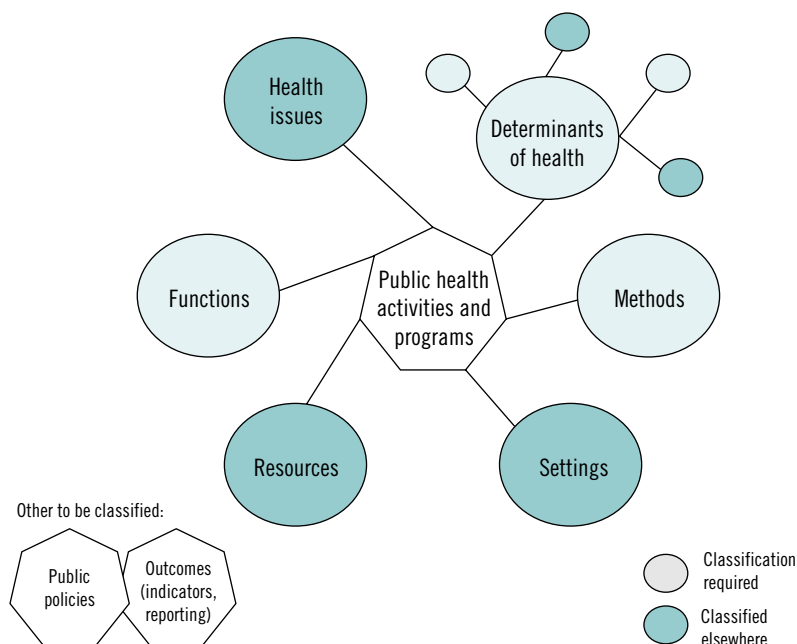 Health
issues
Determinants
of health
Functions
Public health
activities and
programs
Methods
Resources
Settings
Other to be classified:
Public
policies
Outcomes
(indicators,
reporting)
Classification
required
Classified
elsewhere